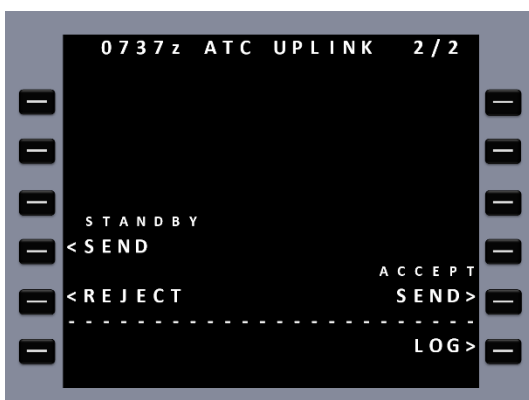 0737z ATC UPLINK 2/2
STANDBY
<SEND
ACCEPT
<REJECT SEND>
--------------------------
LOG>